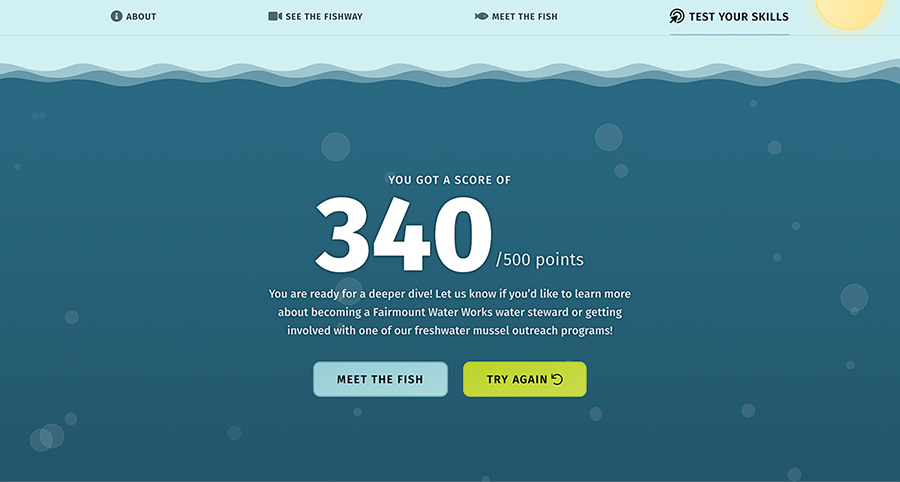 ABOUT
SEE THE FISHWAY
MEET THE FISH
TEST YOUR SKILLS
YOU GOT A SCORE OF
340 /500 points
You are ready for a deeper dive! Let us know if you’d like to learn more
about becoming a Fairmount Water Works water steward or getting
involved with one of our freshwater mussel outreach programs!
MEET THE FISH
TRY AGAIN